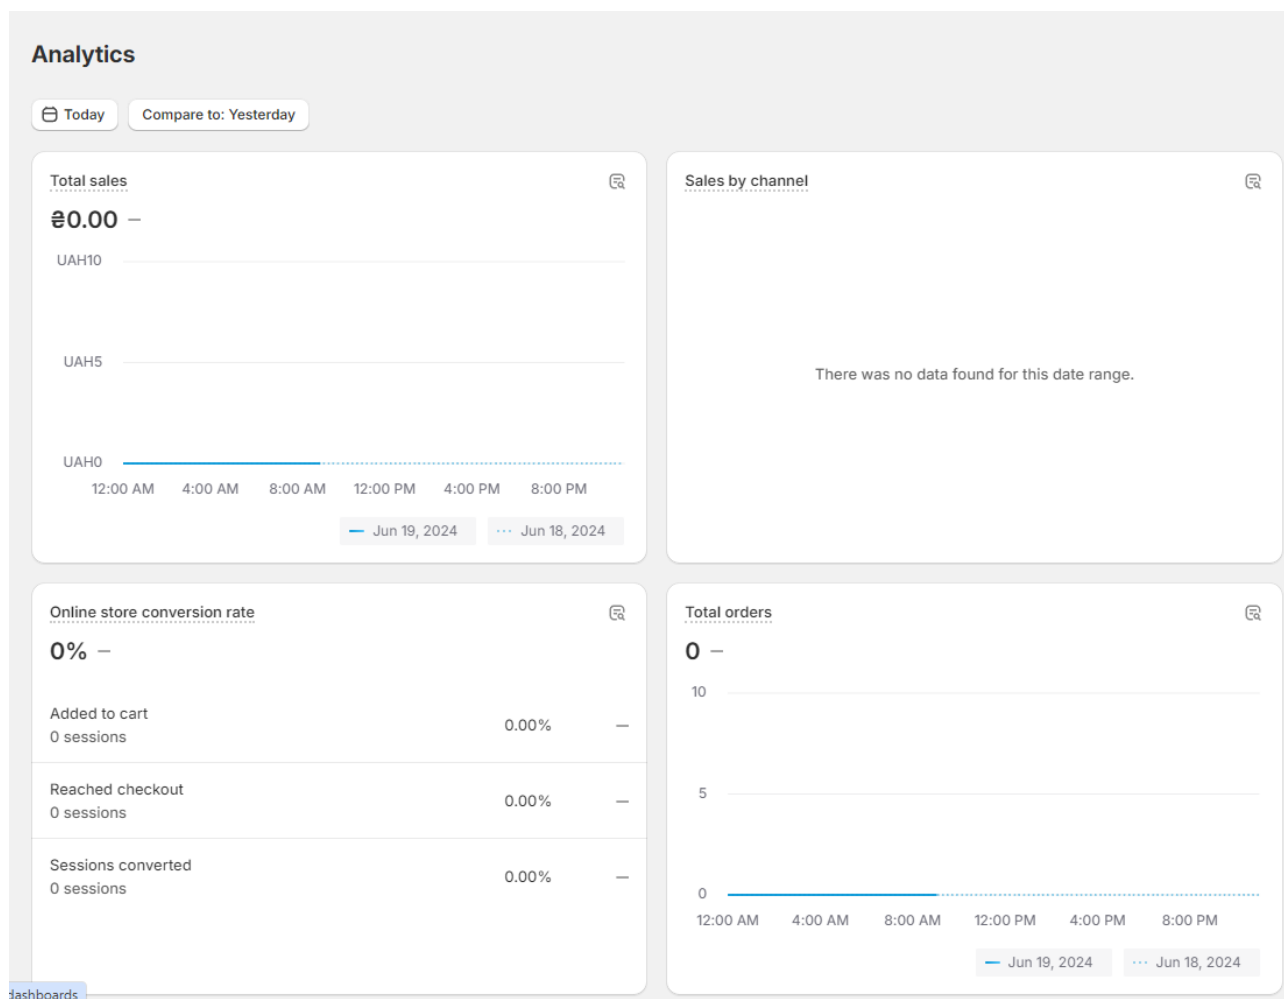 Analytics
Today
Compare to: Yesterday
Total sales
₴0.00 —
UAH10
UAH5
UAH0
12:00 AM 4:00 AM 8:00 AM 12:00 PM 4:00 PM 8:00 PM
Jun 19, 2024 Jun 18, 2024
Sales by channel
There was no data found for this date range.
Online store conversion rate
0% —
Added to cart
0 sessions
0.00% —
Reached checkout
0 sessions
0.00% —
Sessions converted
0 sessions
0.00% —
Total orders
0 —
10
5
0
12:00 AM 4:00 AM 8:00 AM 12:00 PM 4:00 PM 8:00 PM
Jun 19, 2024 Jun 18, 2024
dashboards